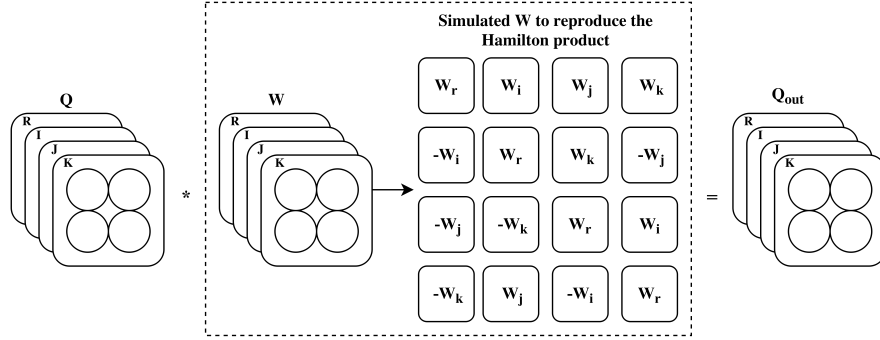 Simulated W to reproduce the
Hamilton product
Q
R
I
J
K
*
W
R
I
J
K
W_r W_i W_j W_k
-W_i W_r W_k -W_j
-W_j -W_k W_r W_i
-W_k W_j -W_i W_r
=
Q_out
R
I
J
K